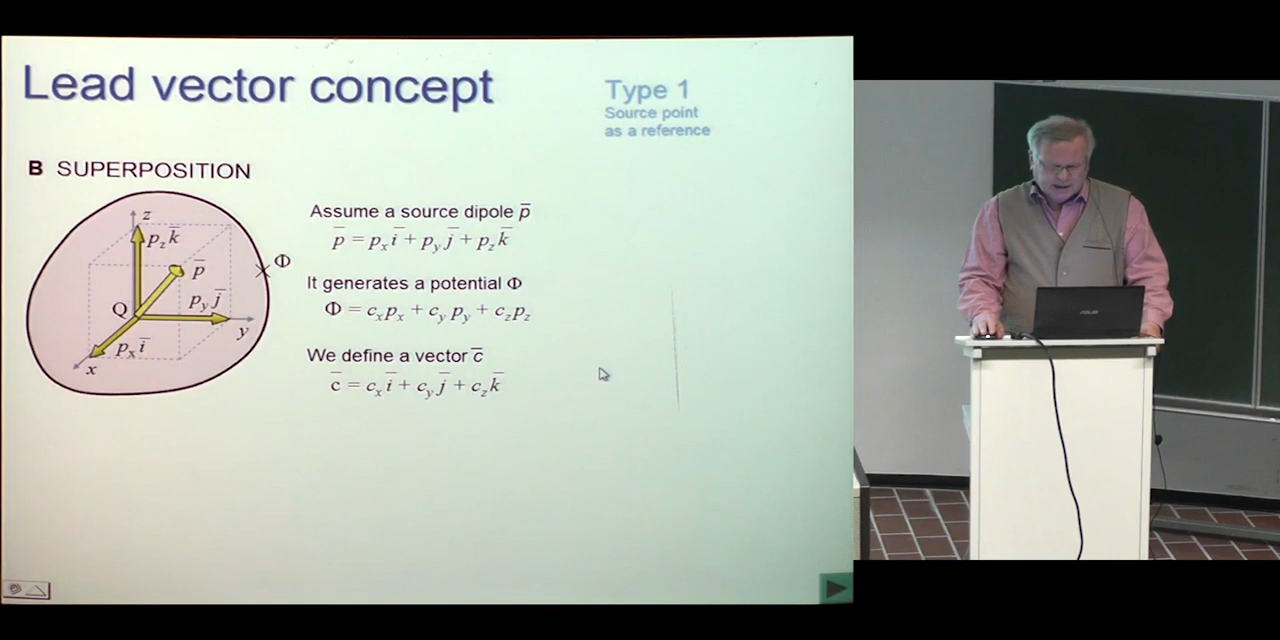 Lead vector concept
Type 1
Source point
as a reference
B SUPERPOSITION
z
p_z k̄
p̄
Φ
Q
p_y j̄
y
p_x ī
x
Assume a source dipole p̄
p̄ = p_x ī + p_y j̄ + p_z k̄
It generates a potential Φ
Φ = c_x p_x + c_y p_y + c_z p_z
We define a vector c̄
c̄ = c_x ī + c_y j̄ + c_z k̄
ASUS